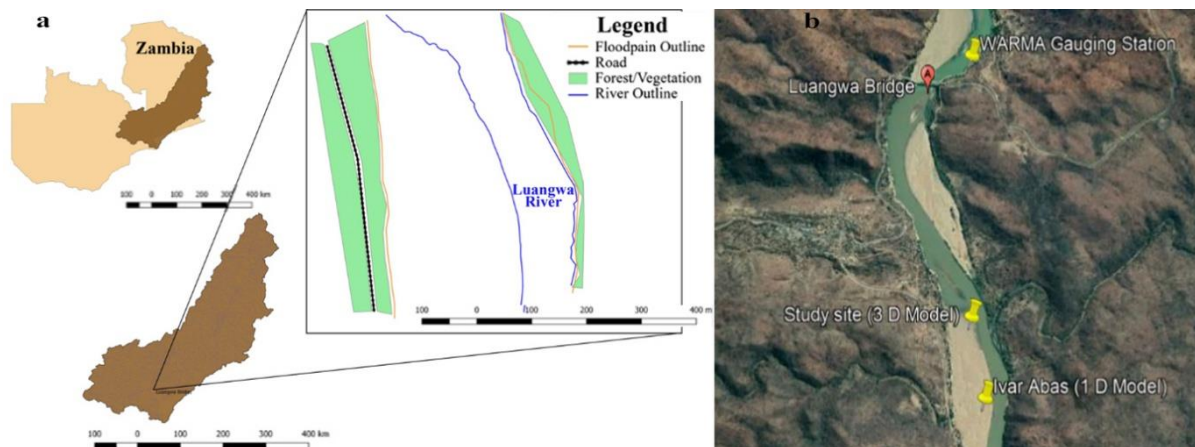 a
Zambia
100 0 100 200 300 400 km
100 0 100 200 300 400 km
Legend
Floodpain Outline
Road
Forest/Vegetation
River Outline
Luangwa
River
100 0 100 200 300 400 m
b
WARMA Gauging Station
Luangwa Bridge
A
Study site (3 D Model)
Ivar Abas (1 D Model)